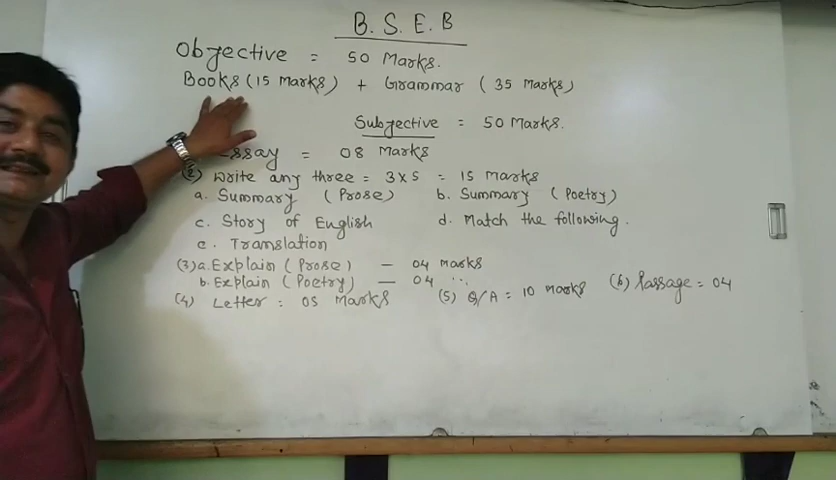 B. S. E. B
Objective = 50 Marks.
Books (15 Marks) + Grammar ( 35 Marks)
Subjective = 50 Marks.
Essay = 08 Marks
(2) Write any three = 3 x 5 = 15 Marks
a. Summary ( Prose) b. Summary ( Poetry)
c. Story of English d. Match the following.
e. Translation
(3) a. Explain ( Prose) — 04 marks
b. Explain ( Poetry) — 04 ...
(4) Letter : 05 Marks (5) Q/A = 10 marks (6) Passage = 04